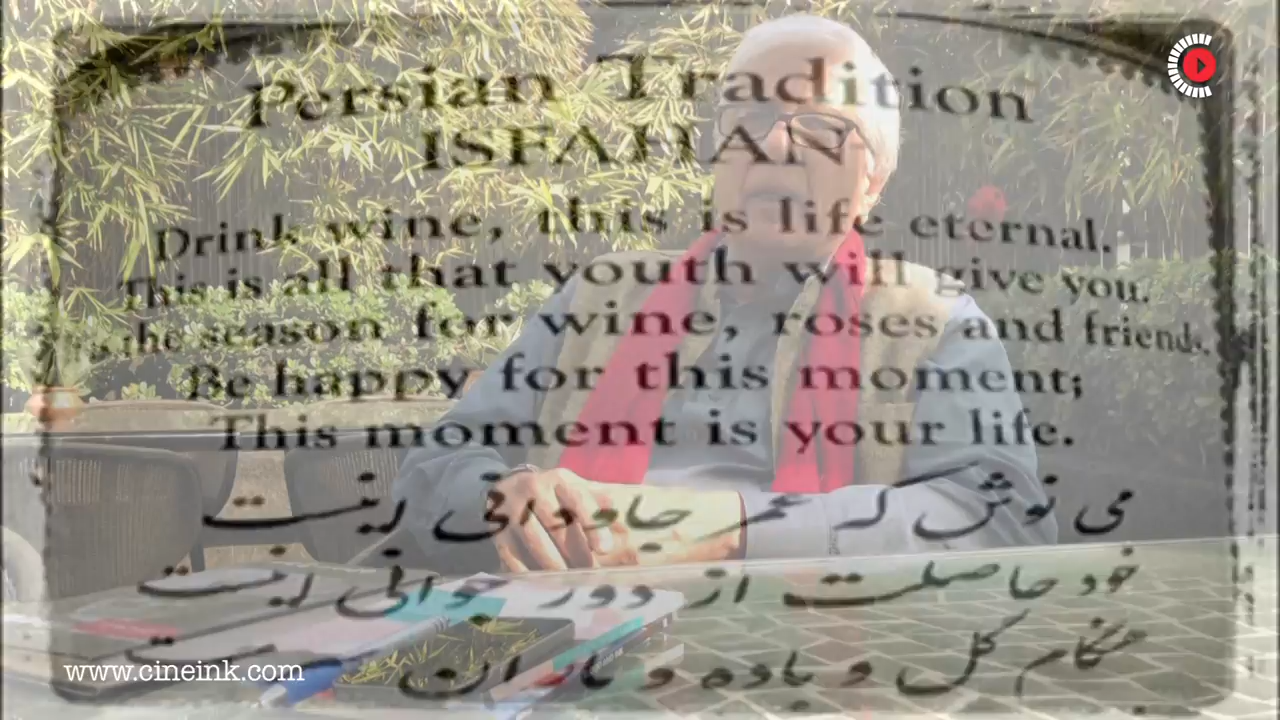 Persian Tradition
ISFAHAN
Drink wine, this is life eternal.
This is all that youth will give you.
the season for wine, roses and friends.
Be happy for this moment;
This moment is your life.
می نوش که عمر جاودانی اینست
خود حاصلت از دور جوانی اینست
هنگام گل و باده و یاران
www.cineink.com